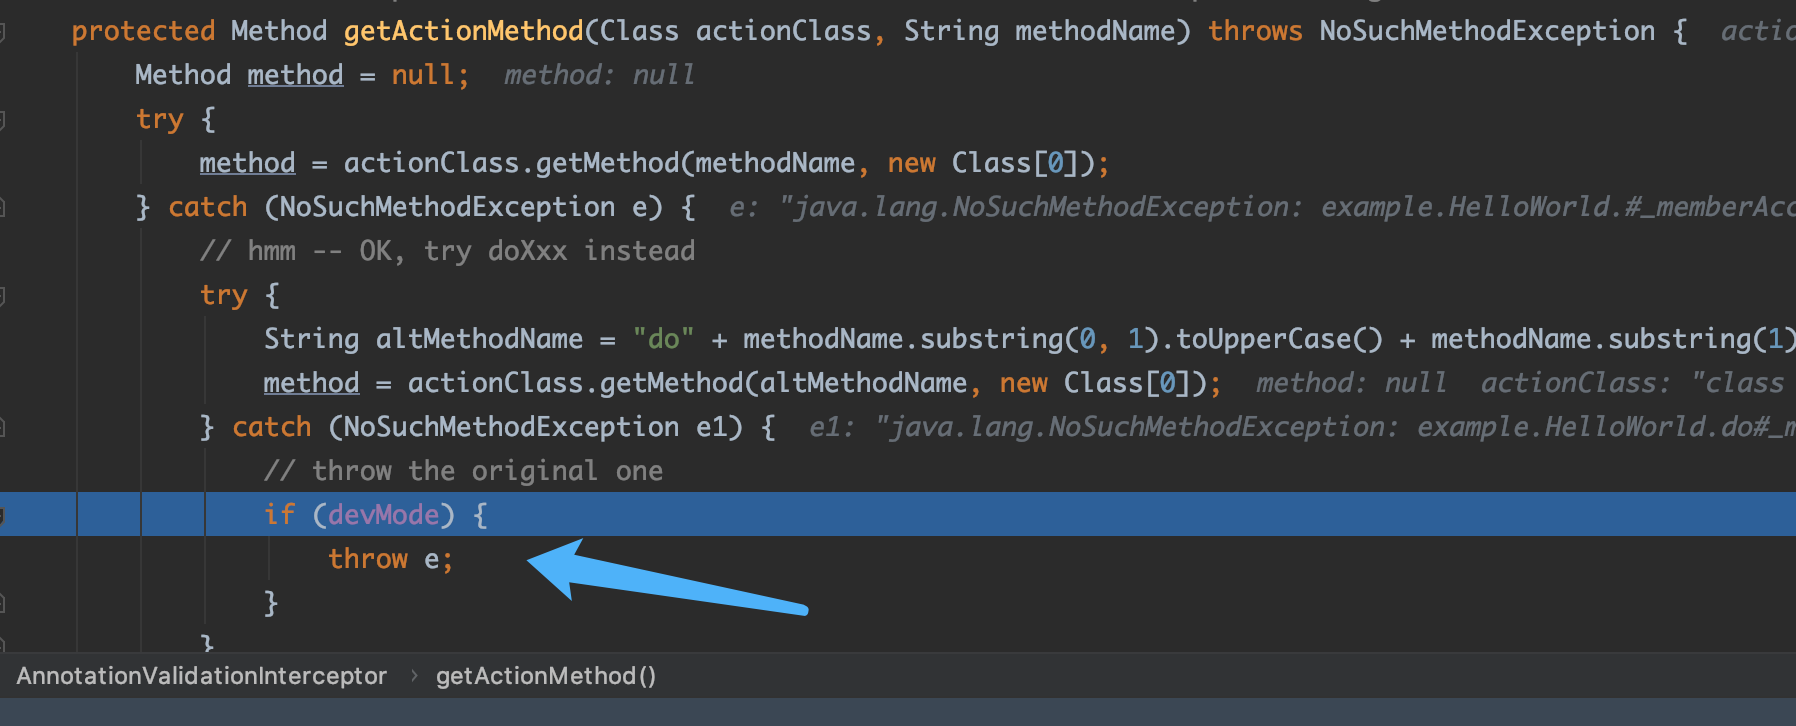 protected Method getActionMethod(Class actionClass, String methodName) throws NoSuchMethodException {
Method method = null;  method: null
try {
method = actionClass.getMethod(methodName, new Class[0]);
} catch (NoSuchMethodException e) {  e: "java.lang.NoSuchMethodException: example.HelloWorld.#_memberAcc
// hmm -- OK, try doXxx instead
try {
String altMethodName = "do" + methodName.substring(0, 1).toUpperCase() + methodName.substring(1)
method = actionClass.getMethod(altMethodName, new Class[0]);  method: null  actionClass: "class
} catch (NoSuchMethodException e1) {  e1: "java.lang.NoSuchMethodException: example.HelloWorld.do#_m
// throw the original one
if (devMode) {
throw e;
}
}
AnnotationValidationInterceptor › getActionMethod()